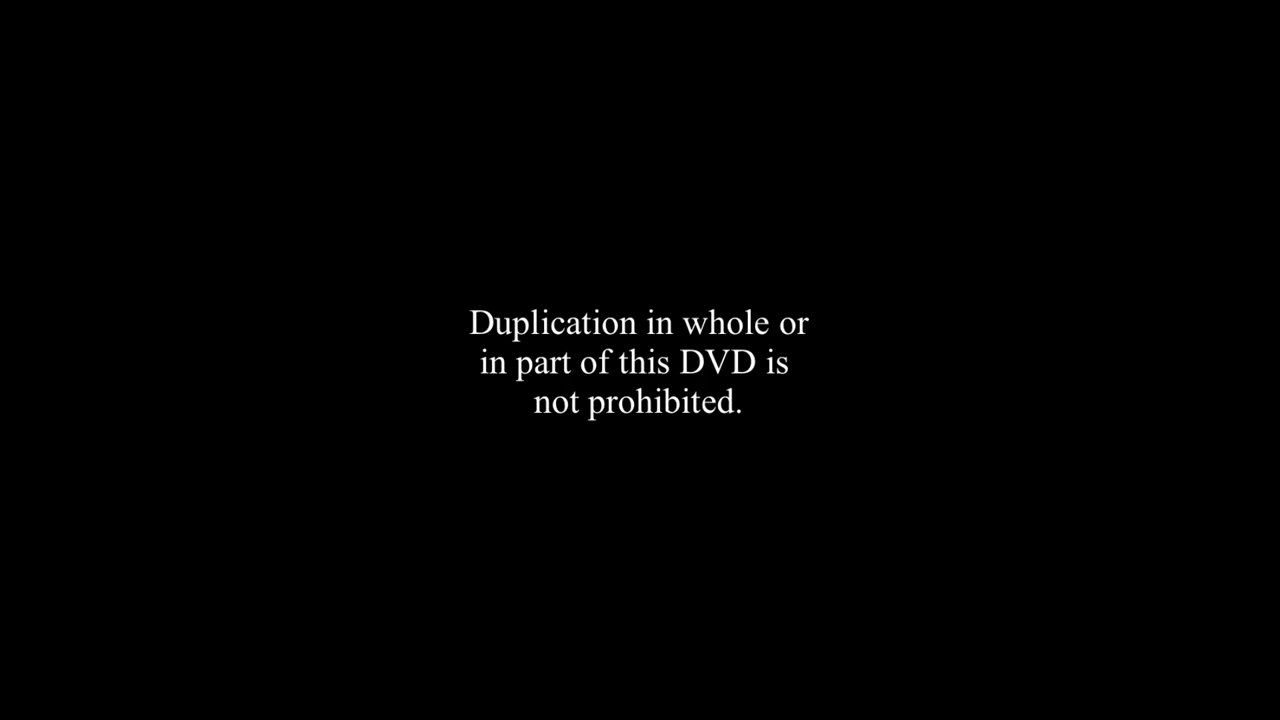 Duplication in whole or
in part of this DVD is
not prohibited.